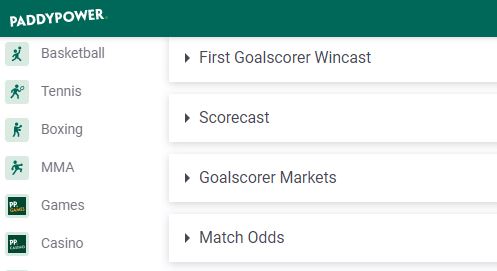 PADDYPOWER.
Basketball
Tennis
Boxing
MMA
PP. GAMES
Games
PP. CASINO
Casino
First Goalscorer Wincast
Scorecast
Goalscorer Markets
Match Odds